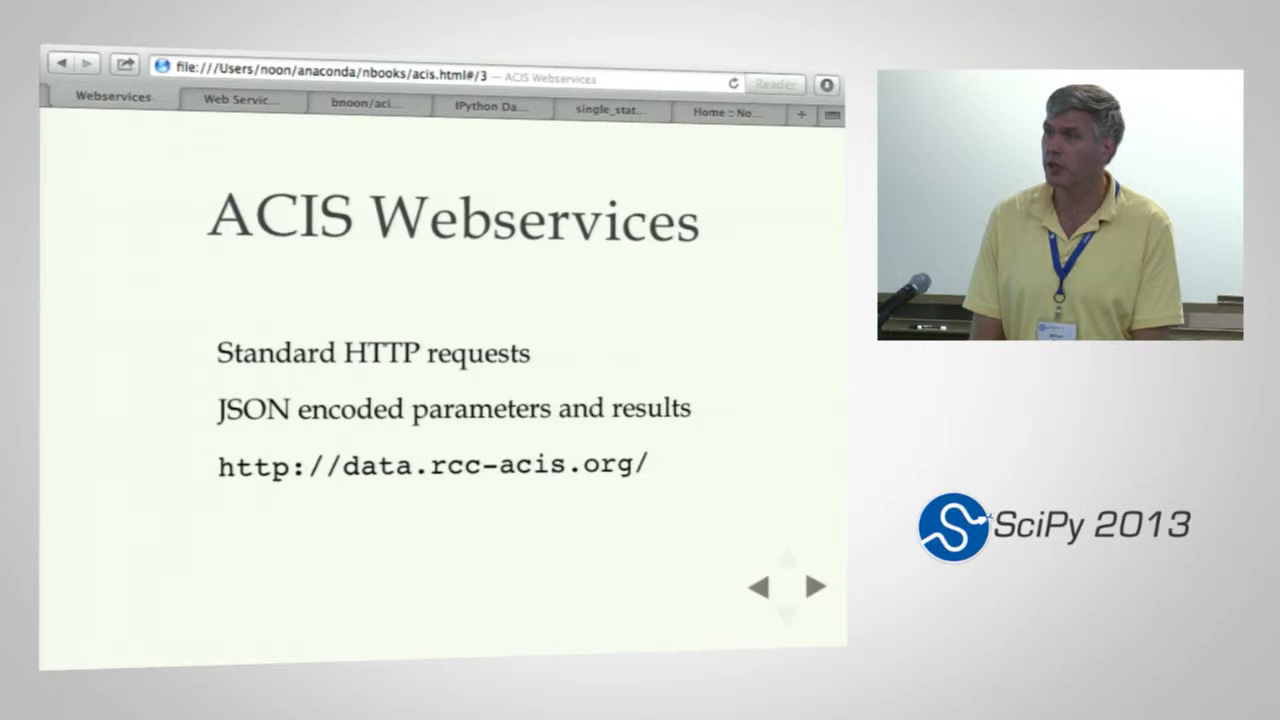 file:///Users/noon/anaconda/nbooks/acis.html#/3 — ACIS Webservices
Reader
Webservices
Web Servic...
bnoon/aci...
IPython Da...
single_stat...
Home :: No...
ACIS Webservices
Standard HTTP requests
JSON encoded parameters and results
http://data.rcc-acis.org/
SciPy 2013